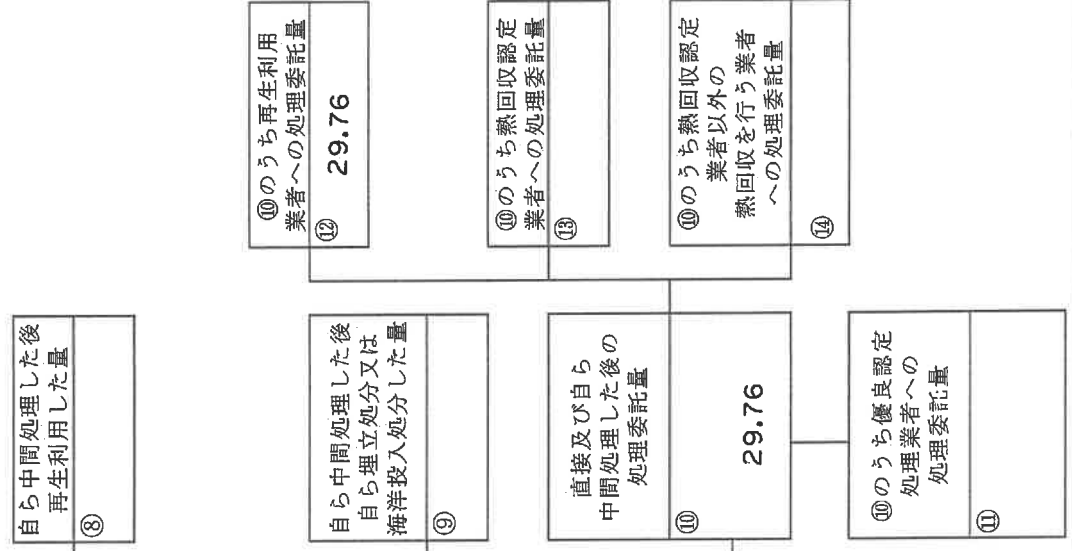 自ら中間処理した後
再生利用した量
⑧
自ら中間処理した後
自ら埋立処分又は
海洋投入処分した量
⑨
直接及び自ら
中間処理した後の
処理委託量
⑩
29.76
⑩のうち優良認定
処理業者への
処理委託量
⑪
⑩のうち再生利用
業者への処理委託量
⑫
29.76
⑩のうち熱回収認定
業者への処理委託量
⑬
⑩のうち熱回収認定
業者以外の
熱回収を行う業者
への処理委託量
⑭